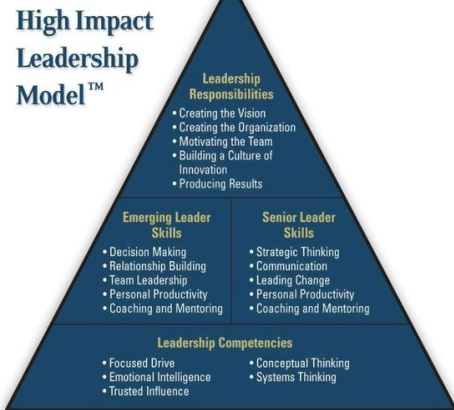 High Impact
Leadership
Model™
Leadership
Responsibilities
• Creating the Vision
• Creating the Organization
• Motivating the Team
• Building a Culture of
Innovation
• Producing Results
Emerging Leader
Skills
• Decision Making
• Relationship Building
• Team Leadership
• Personal Productivity
• Coaching and Mentoring
Senior Leader
Skills
• Strategic Thinking
• Communication
• Leading Change
• Personal Productivity
• Coaching and Mentoring
Leadership Competencies
• Focused Drive
• Emotional Intelligence
• Trusted Influence
• Conceptual Thinking
• Systems Thinking